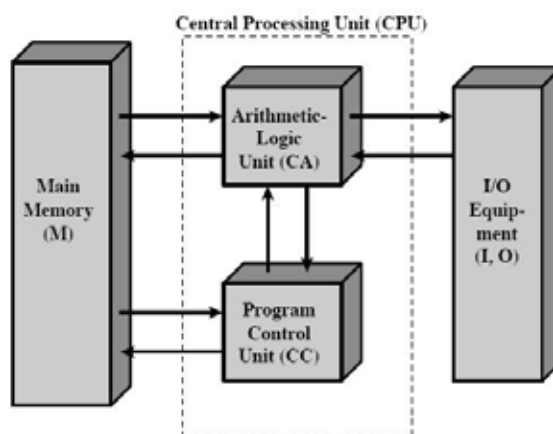 Central Processing Unit (CPU)
Main
Memory
(M)
Arithmetic-
Logic
Unit (CA)
Program
Control
Unit (CC)
I/O
Equip-
ment
(I, O)